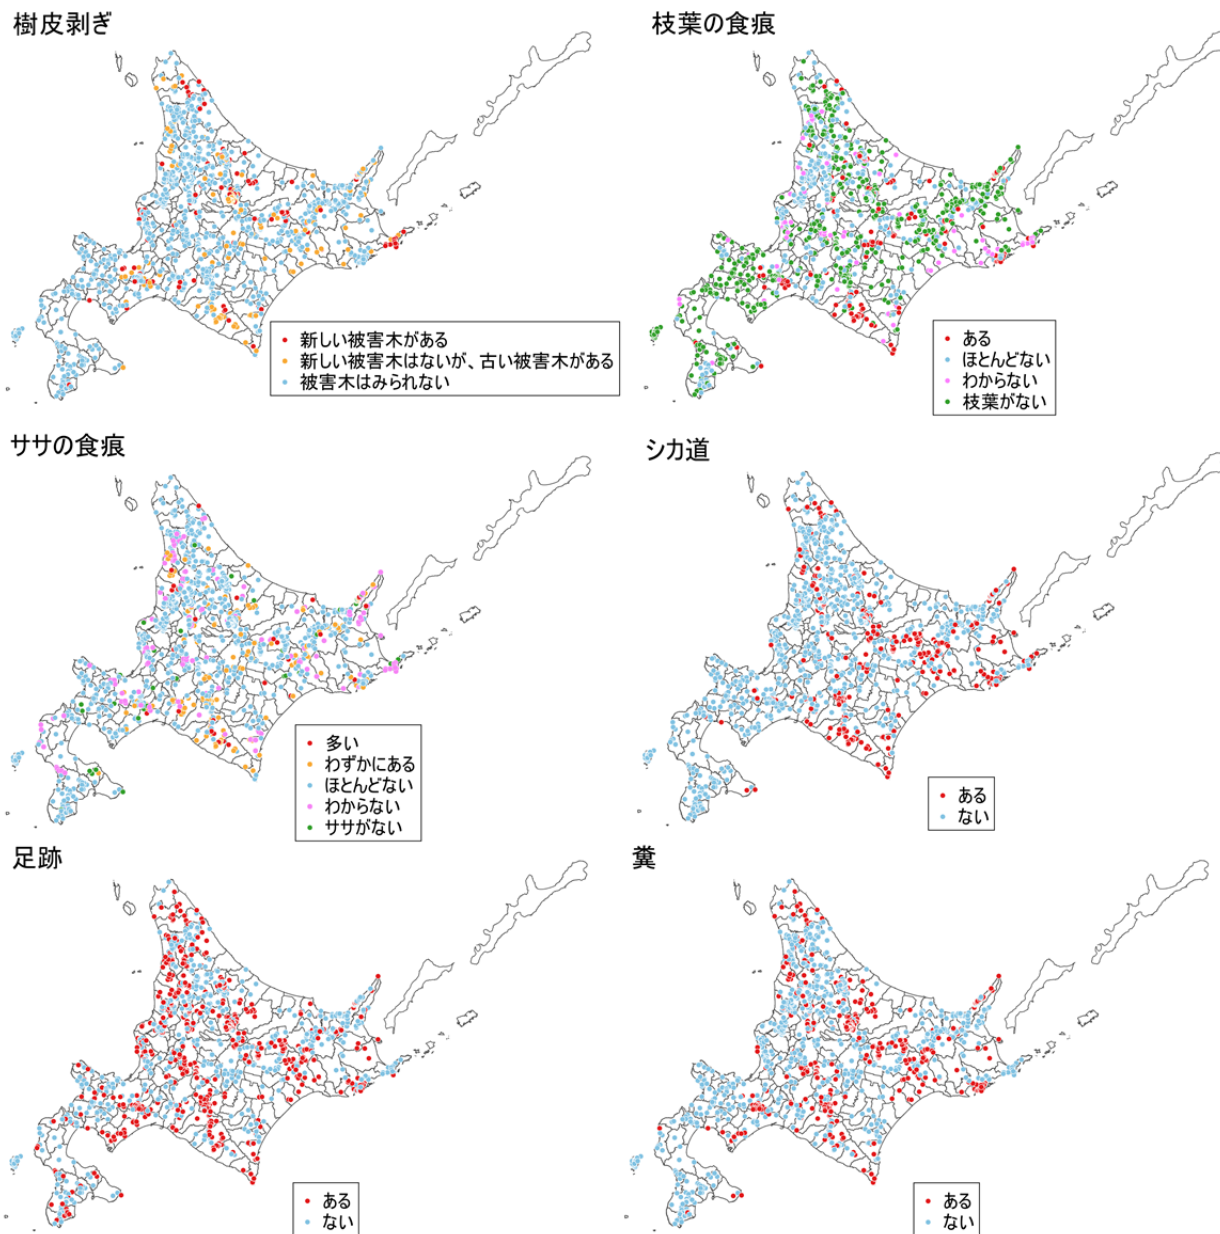 樹皮剥ぎ
新しい被害木がある
新しい被害木はないが、古い被害木がある
被害木はみられない
枝葉の食痕
ある
ほとんどない
わからない
枝葉がない
ササの食痕
多い
わずかにある
ほとんどない
わからない
ササがない
シカ道
ある
ない
足跡
ある
ない
糞
ある
ない